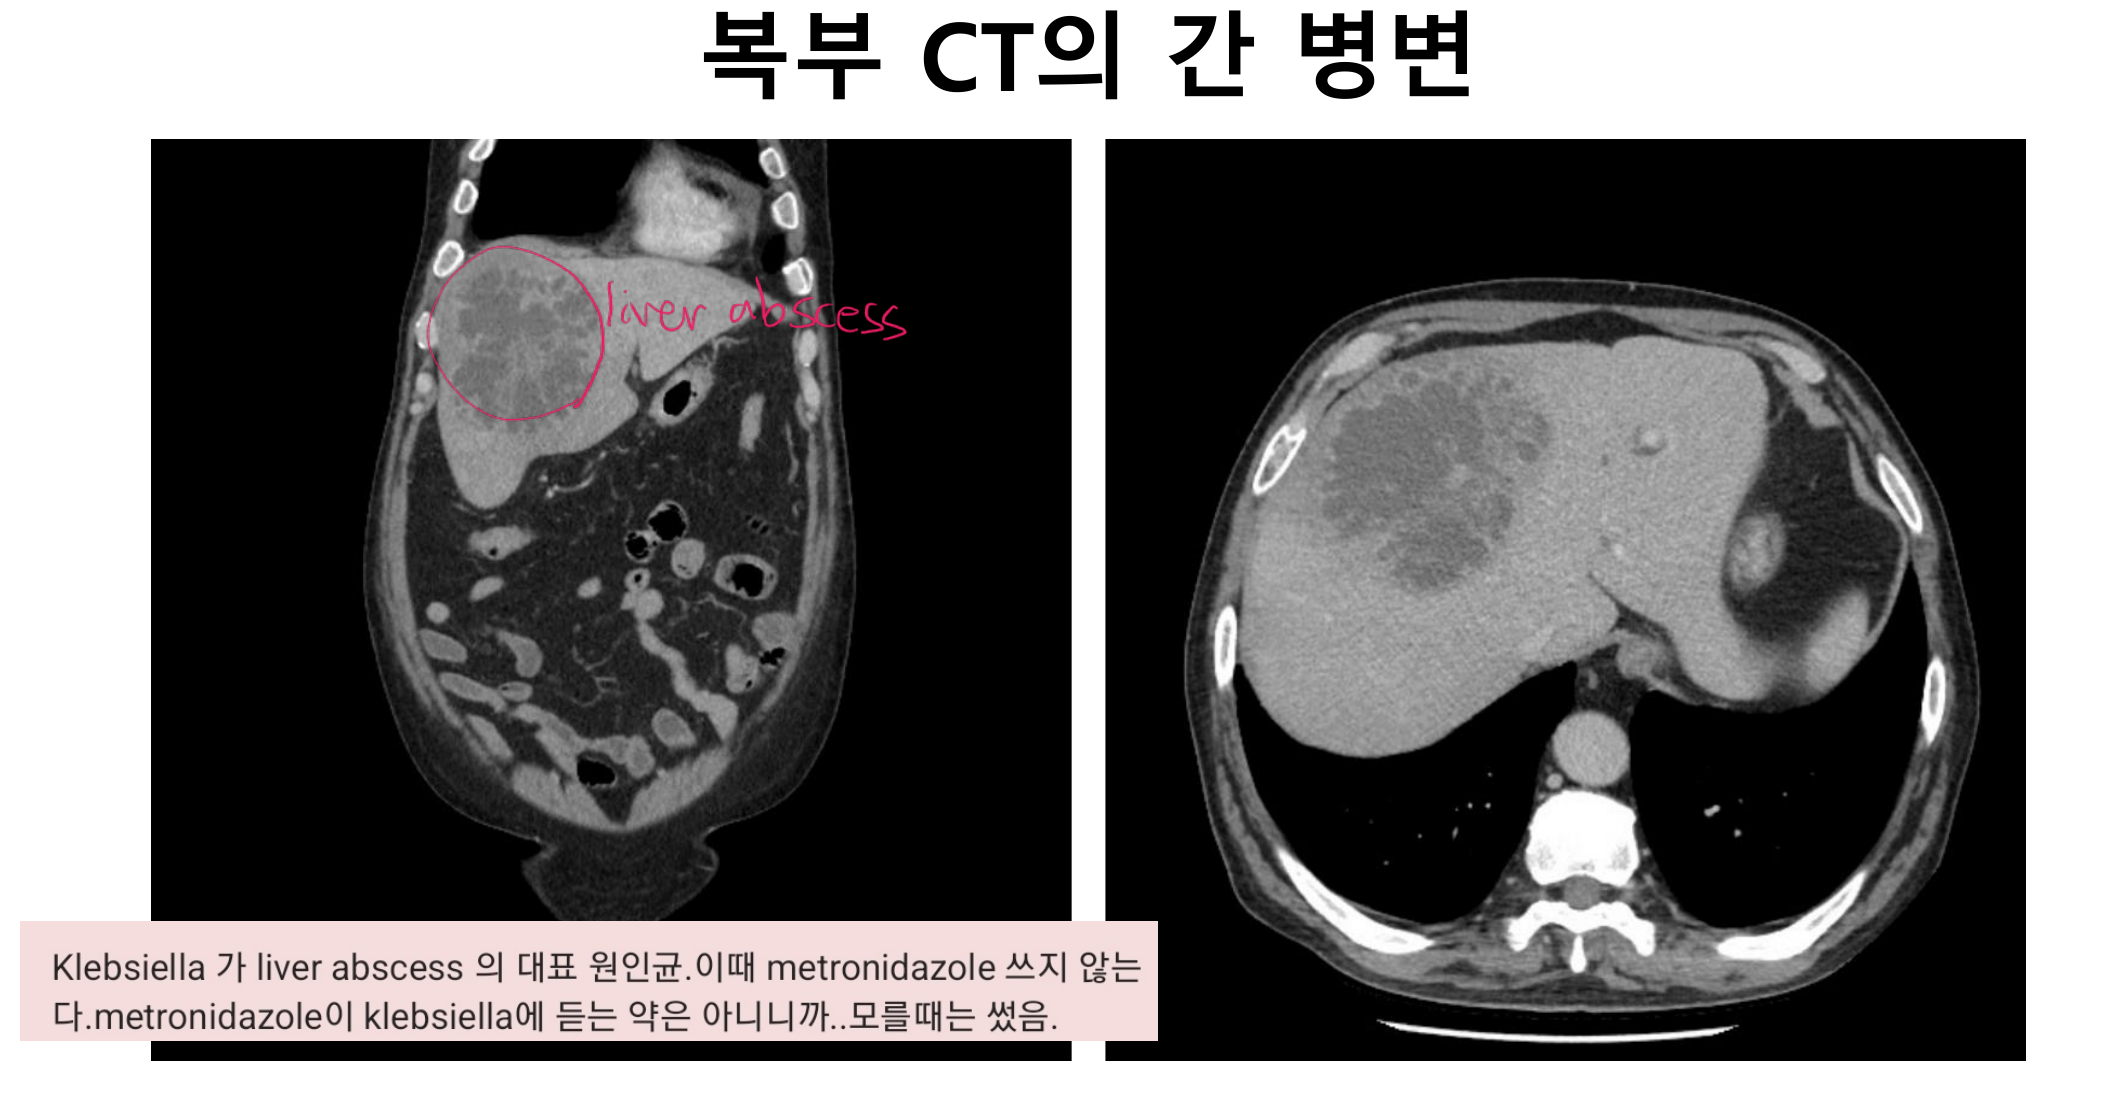 복부 CT의 간 병변
liver abscess
Klebsiella 가 liver abscess 의 대표 원인균.이때 metronidazole 쓰지 않는
다.metronidazole이 klebsiella에 듣는 약은 아니니까..모를때는 썼음.